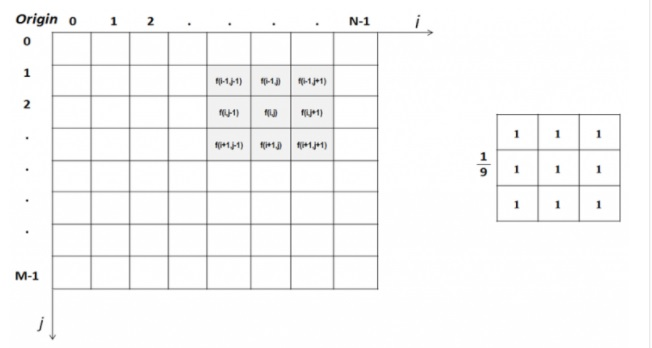 Origin 0 1 2 . . . . N-1 i
0
1 f(i-1,j-1) f(i-1,j) f(i-1,j+1)
2 f(i,j-1) f(i,j) f(i,j+1)
. f(i+1,j-1) f(i+1,j) f(i+1,j+1)
.
.
.
M-1
j
1 1 1
1/9 1 1 1
1 1 1